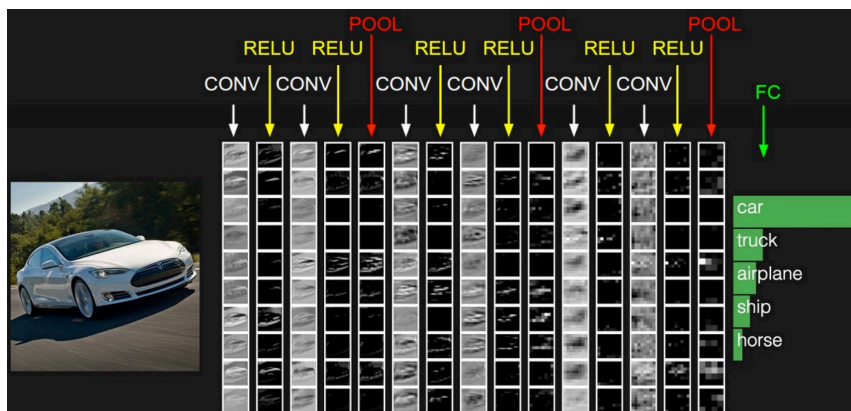 POOL POOL POOL
RELU RELU RELU RELU RELU RELU
CONV CONV CONV CONV CONV CONV
FC
car
truck
airplane
ship
horse